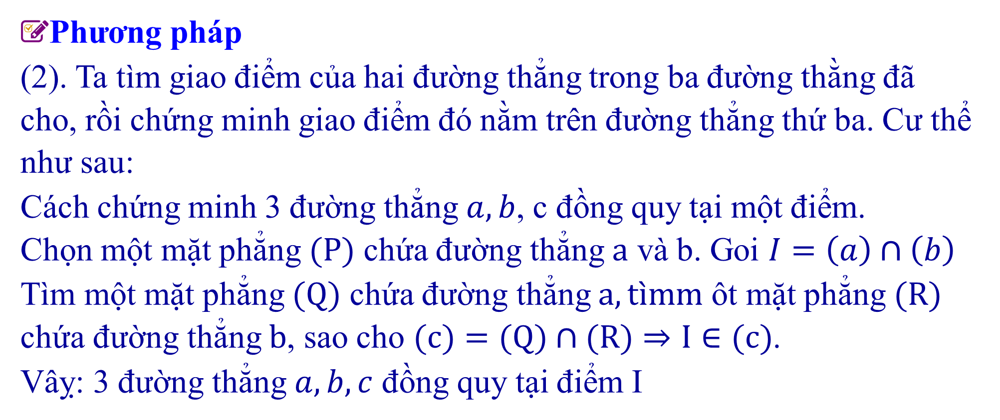 Phương pháp
(2). Ta tìm giao điểm của hai đường thẳng trong ba đường thằng đã
cho, rồi chứng minh giao điểm đó nằm trên đường thẳng thứ ba. Cư thể
như sau:
Cách chứng minh 3 đường thẳng a, b, c đồng quy tại một điểm.
Chọn một mặt phẳng (P) chứa đường thẳng a và b. Goi I = (a) ∩ (b)
Tìm một mặt phẳng (Q) chứa đường thẳng a, tìmm ôt mặt phẳng (R)
chứa đường thẳng b, sao cho (c) = (Q) ∩ (R) ⇒ I ∈ (c).
Vâỵ: 3 đường thẳng a, b, c đồng quy tại điểm I